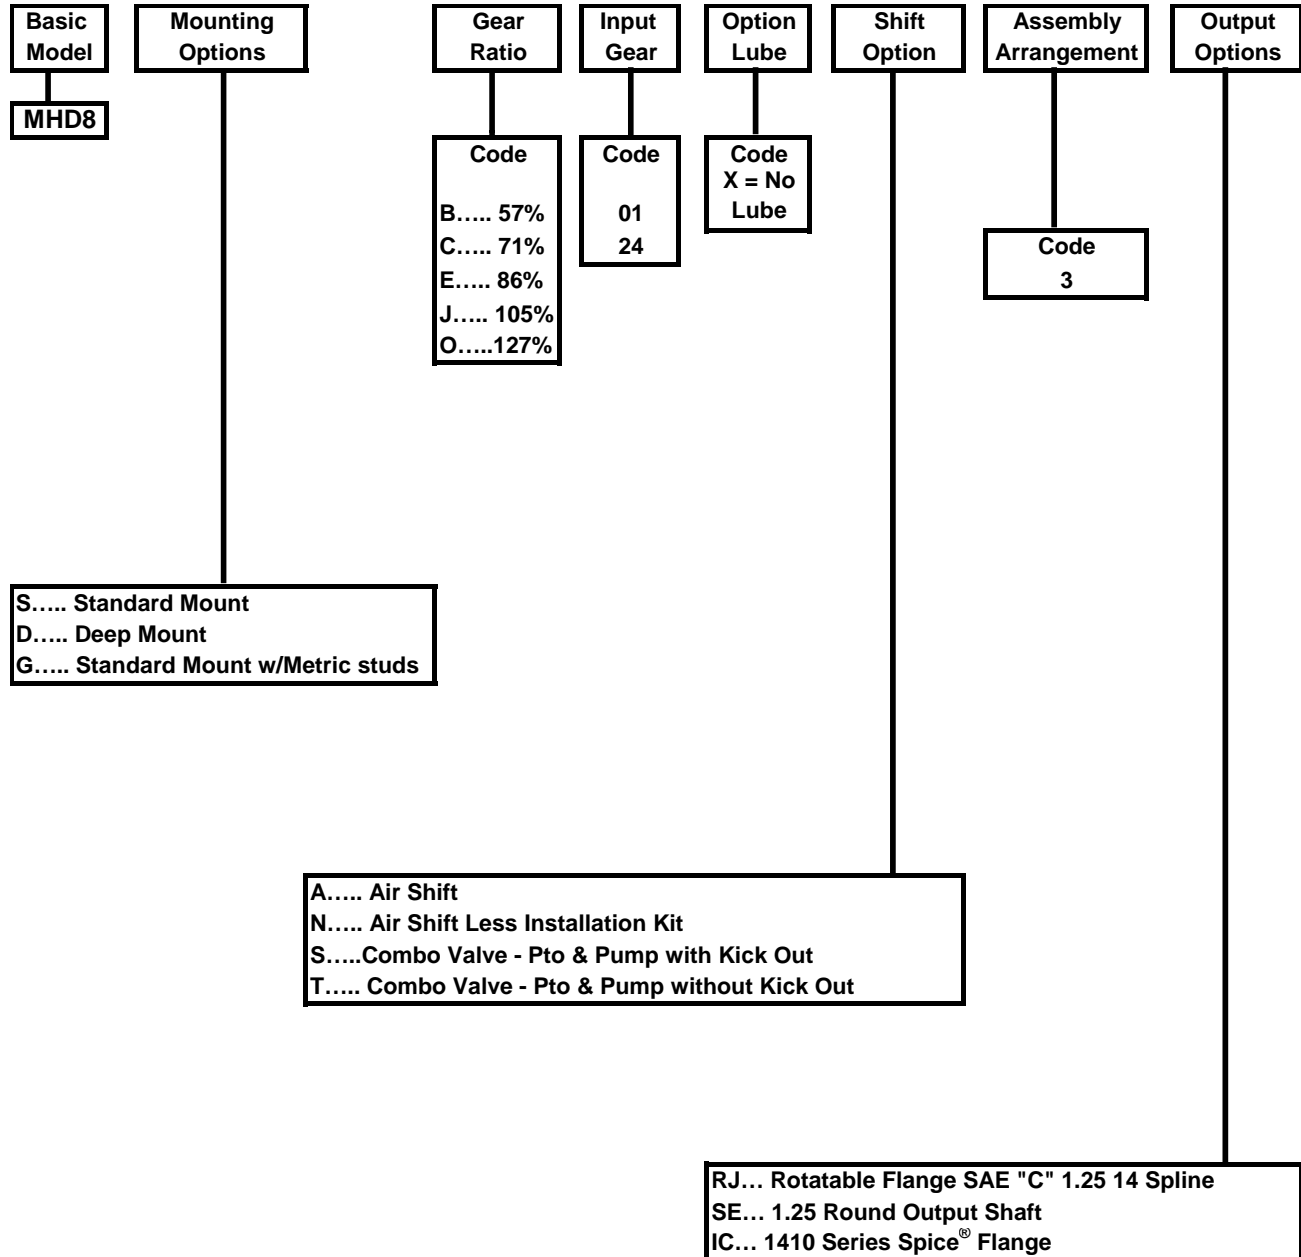 Basic Model
Mounting Options
Gear Ratio
Input Gear
Option Lube
Shift Option
Assembly Arrangement
Output Options
MHD8
Code
B..... 57%
C..... 71%
E..... 86%
J..... 105%
O.....127%
Code
01
24
Code
X = No
Lube
Code
3
S..... Standard Mount
D..... Deep Mount
G..... Standard Mount w/Metric studs
A..... Air Shift
N..... Air Shift Less Installation Kit
S.....Combo Valve - Pto & Pump with Kick Out
T..... Combo Valve - Pto & Pump without Kick Out
RJ... Rotatable Flange SAE "C" 1.25 14 Spline
SE... 1.25 Round Output Shaft
IC... 1410 Series Spice® Flange